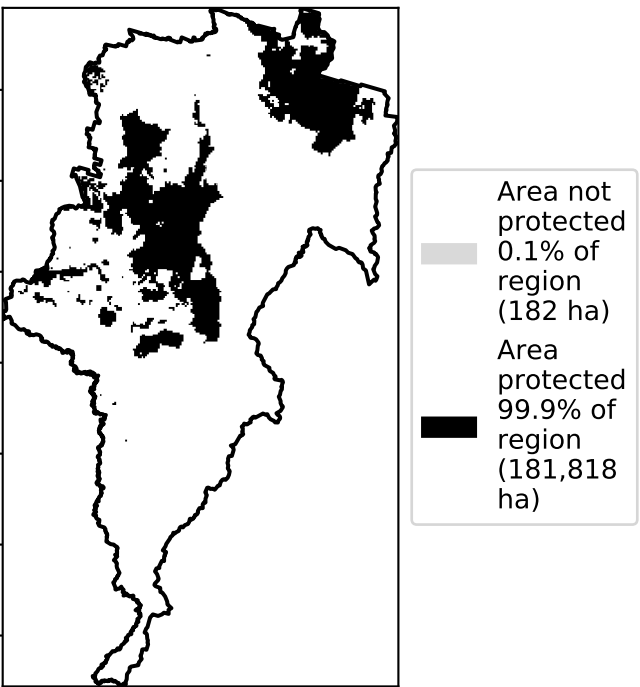 Area not
protected
0.1% of
region
(182 ha)
Area
protected
99.9% of
region
(181,818
ha)